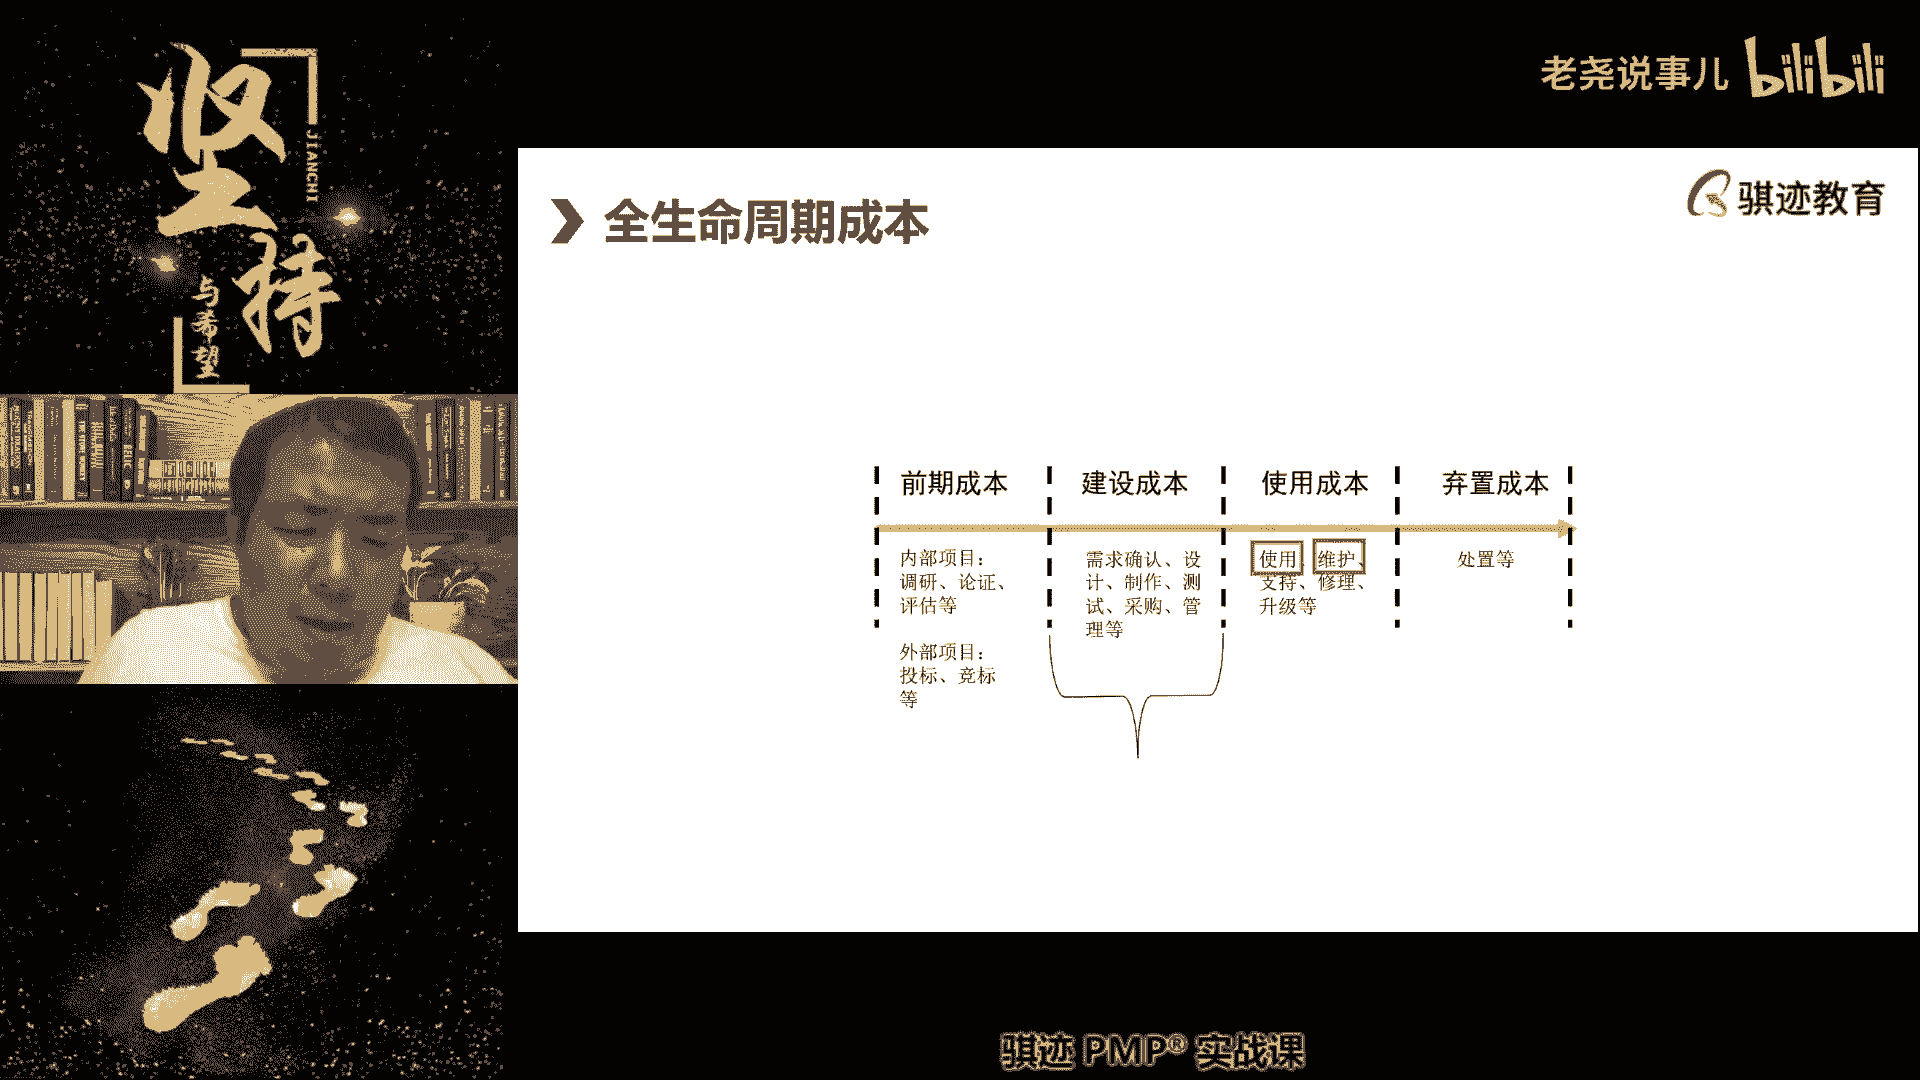 坚持
JIANCHI
与希望
老尧说事儿 bilibili
骐迹教育
全生命周期成本
前期成本
建设成本
使用成本
弃置成本
内部项目：
调研、论证、
评估等
外部项目：
投标、竞标
等
需求确认、设
计、制作、测
试、采购、管
理等
使用、维护、
支持、修理、
升级等
处置等
骐迹 PMP® 实战课